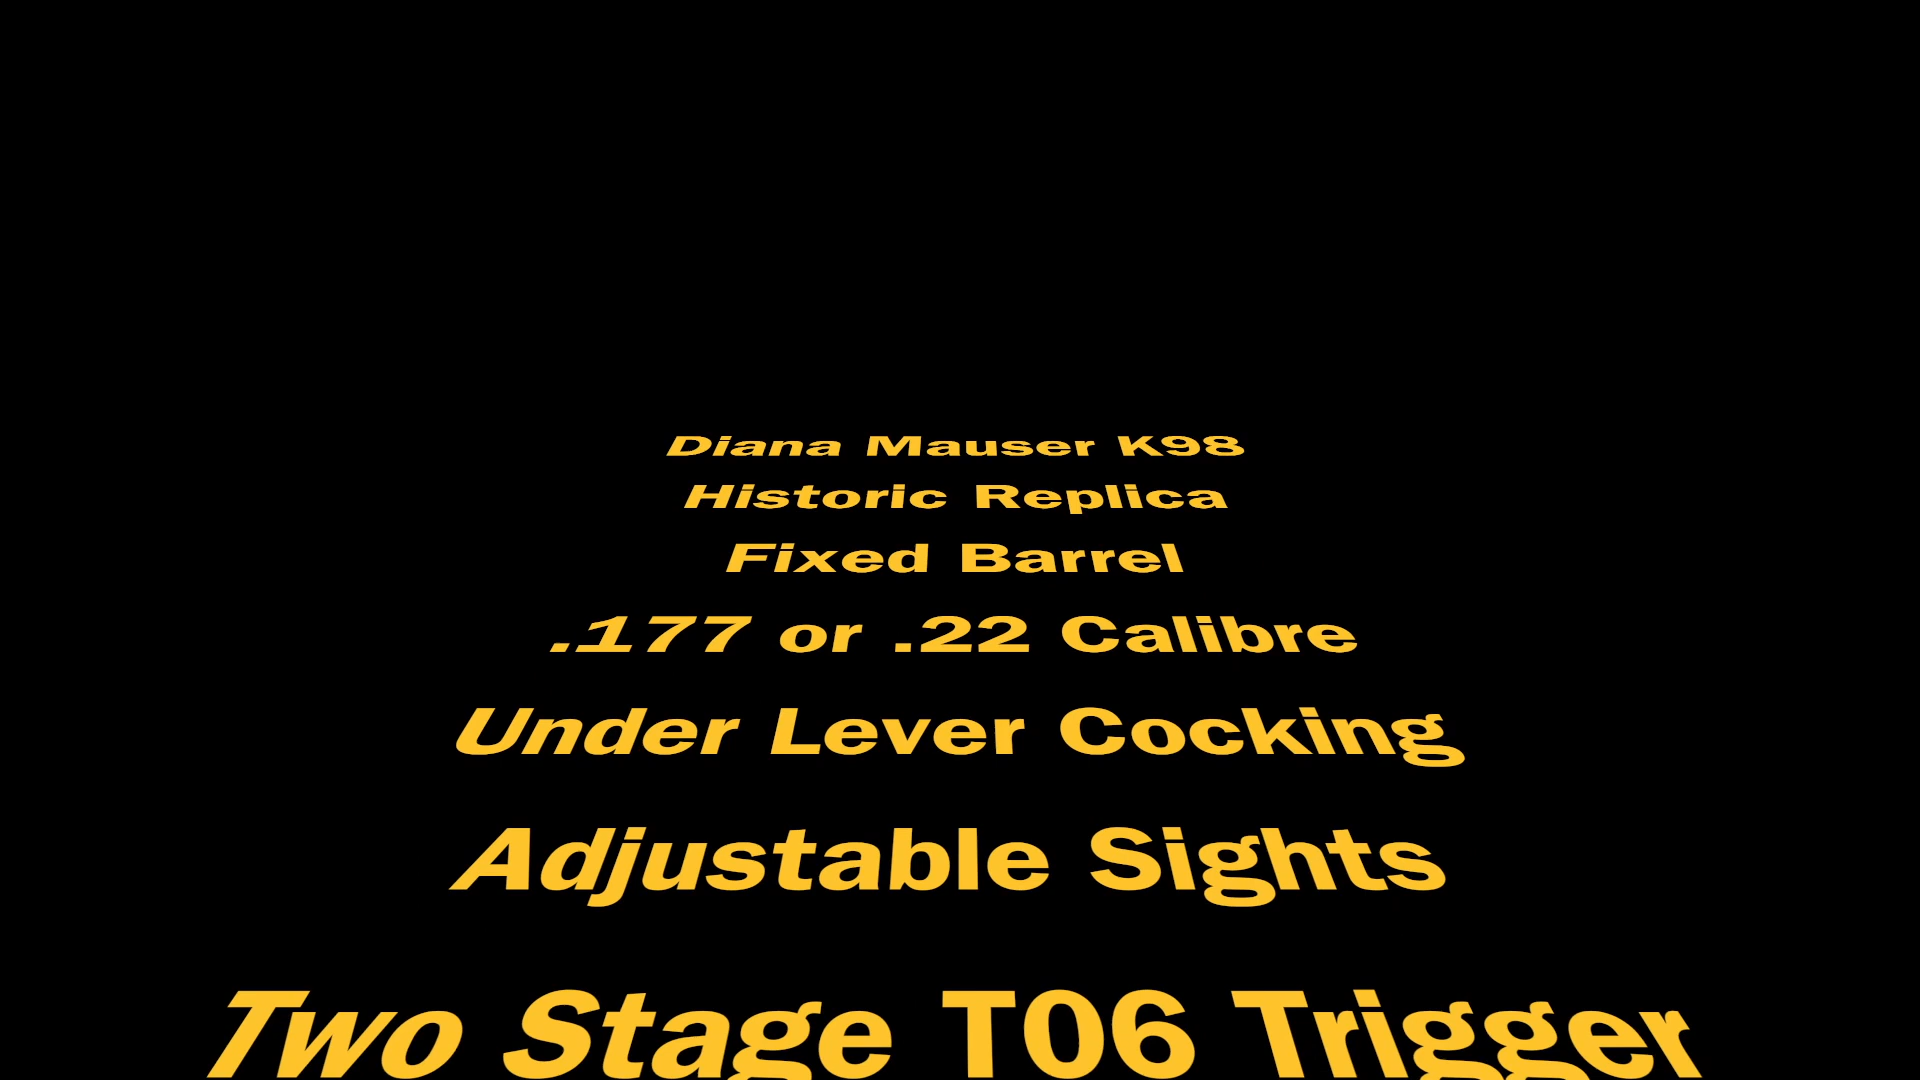 Diana Mauser K98
Historic Replica
Fixed Barrel
.177 or .22 Calibre
Under Lever Cocking
Adjustable Sights
Two Stage T06 Trigger